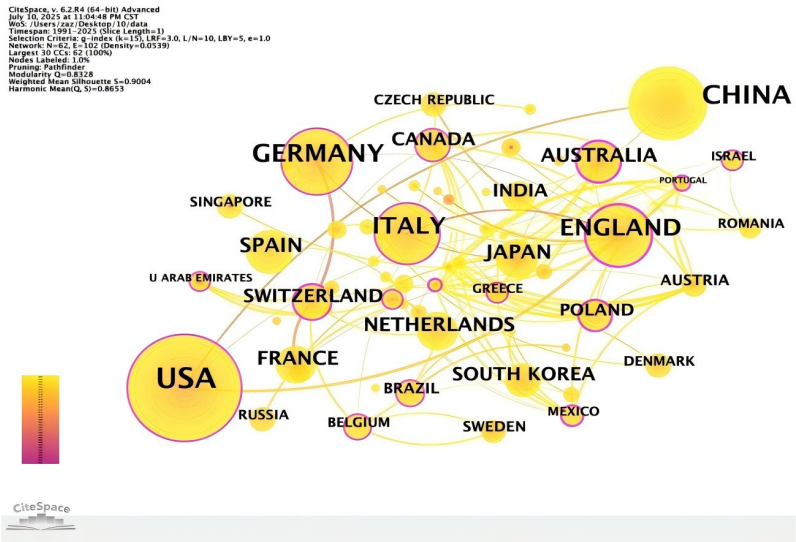 CiteSpace, v. 6.2.R4 (64-bit) Advanced
July 10, 2025 at 11:04:48 PM CST
WoS: /Users/zaz/Desktop/10/data
Timespan: 1991-2025 (Slice Length=1)
Selection Criteria: g-index (k=15), LRF=3.0, L/N=10, LBY=5, e=1.0
Network: N=62, E=102 (Density=0.0539)
Largest 30 CCs: 62 (100%)
Nodes Labeled: 1.0%
Pruning: Pathfinder
Modularity Q=0.8328
Weighted Mean Silhouette S=0.9004
Harmonic Mean(Q, S)=0.8653
CHINA
CZECH REPUBLIC
CANADA
GERMANY
AUSTRALIA
ISRAEL
PORTUGAL
INDIA
SINGAPORE
ITALY
ENGLAND
ROMANIA
SPAIN
JAPAN
U ARAB EMIRATES
AUSTRIA
GREECE
SWITZERLAND
POLAND
NETHERLANDS
FRANCE
DENMARK
SOUTH KOREA
USA
BRAZIL
RUSSIA
MEXICO
BELGIUM
SWEDEN
CiteSpace